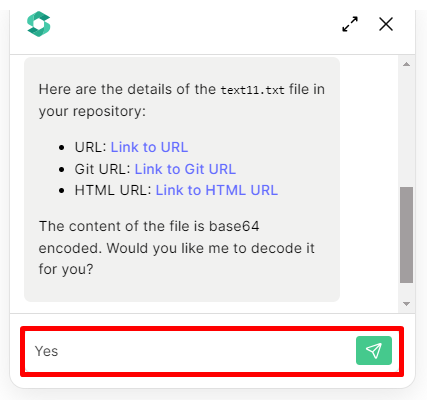 Here are the details of the text11.txt file in
your repository:
URL: Link to URL
Git URL: Link to Git URL
HTML URL: Link to HTML URL
The content of the file is base64
encoded. Would you like me to decode it
for you?
Yes